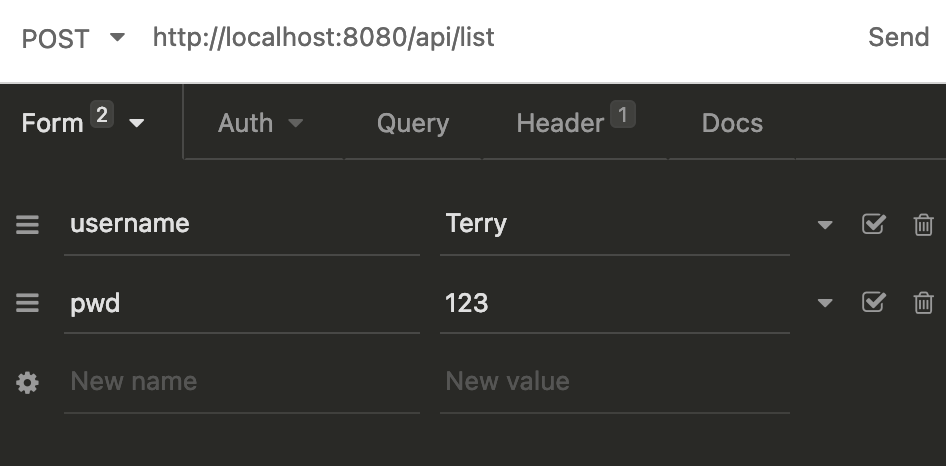 POST http://localhost:8080/api/list Send
Form 2 Auth Query Header 1 Docs
username Terry
pwd 123
New name New value